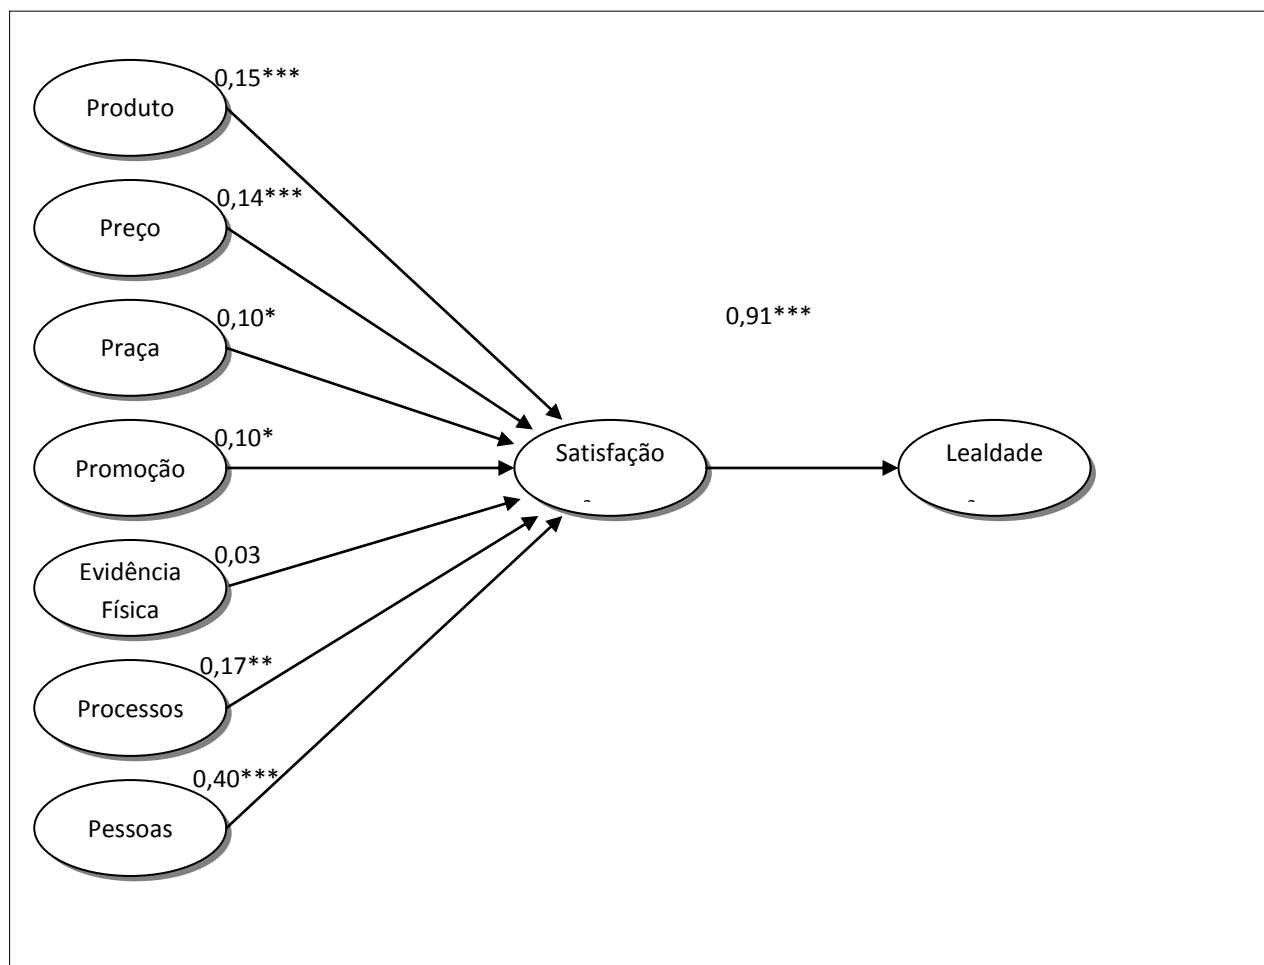 0,15***
Produto
0,14***
Preço
0,10*
Praça
0,91***
0,10*
Promoção
Satisfação
Lealdade
0,03
Evidência
Física
0,17**
Processos
0,40***
Pessoas